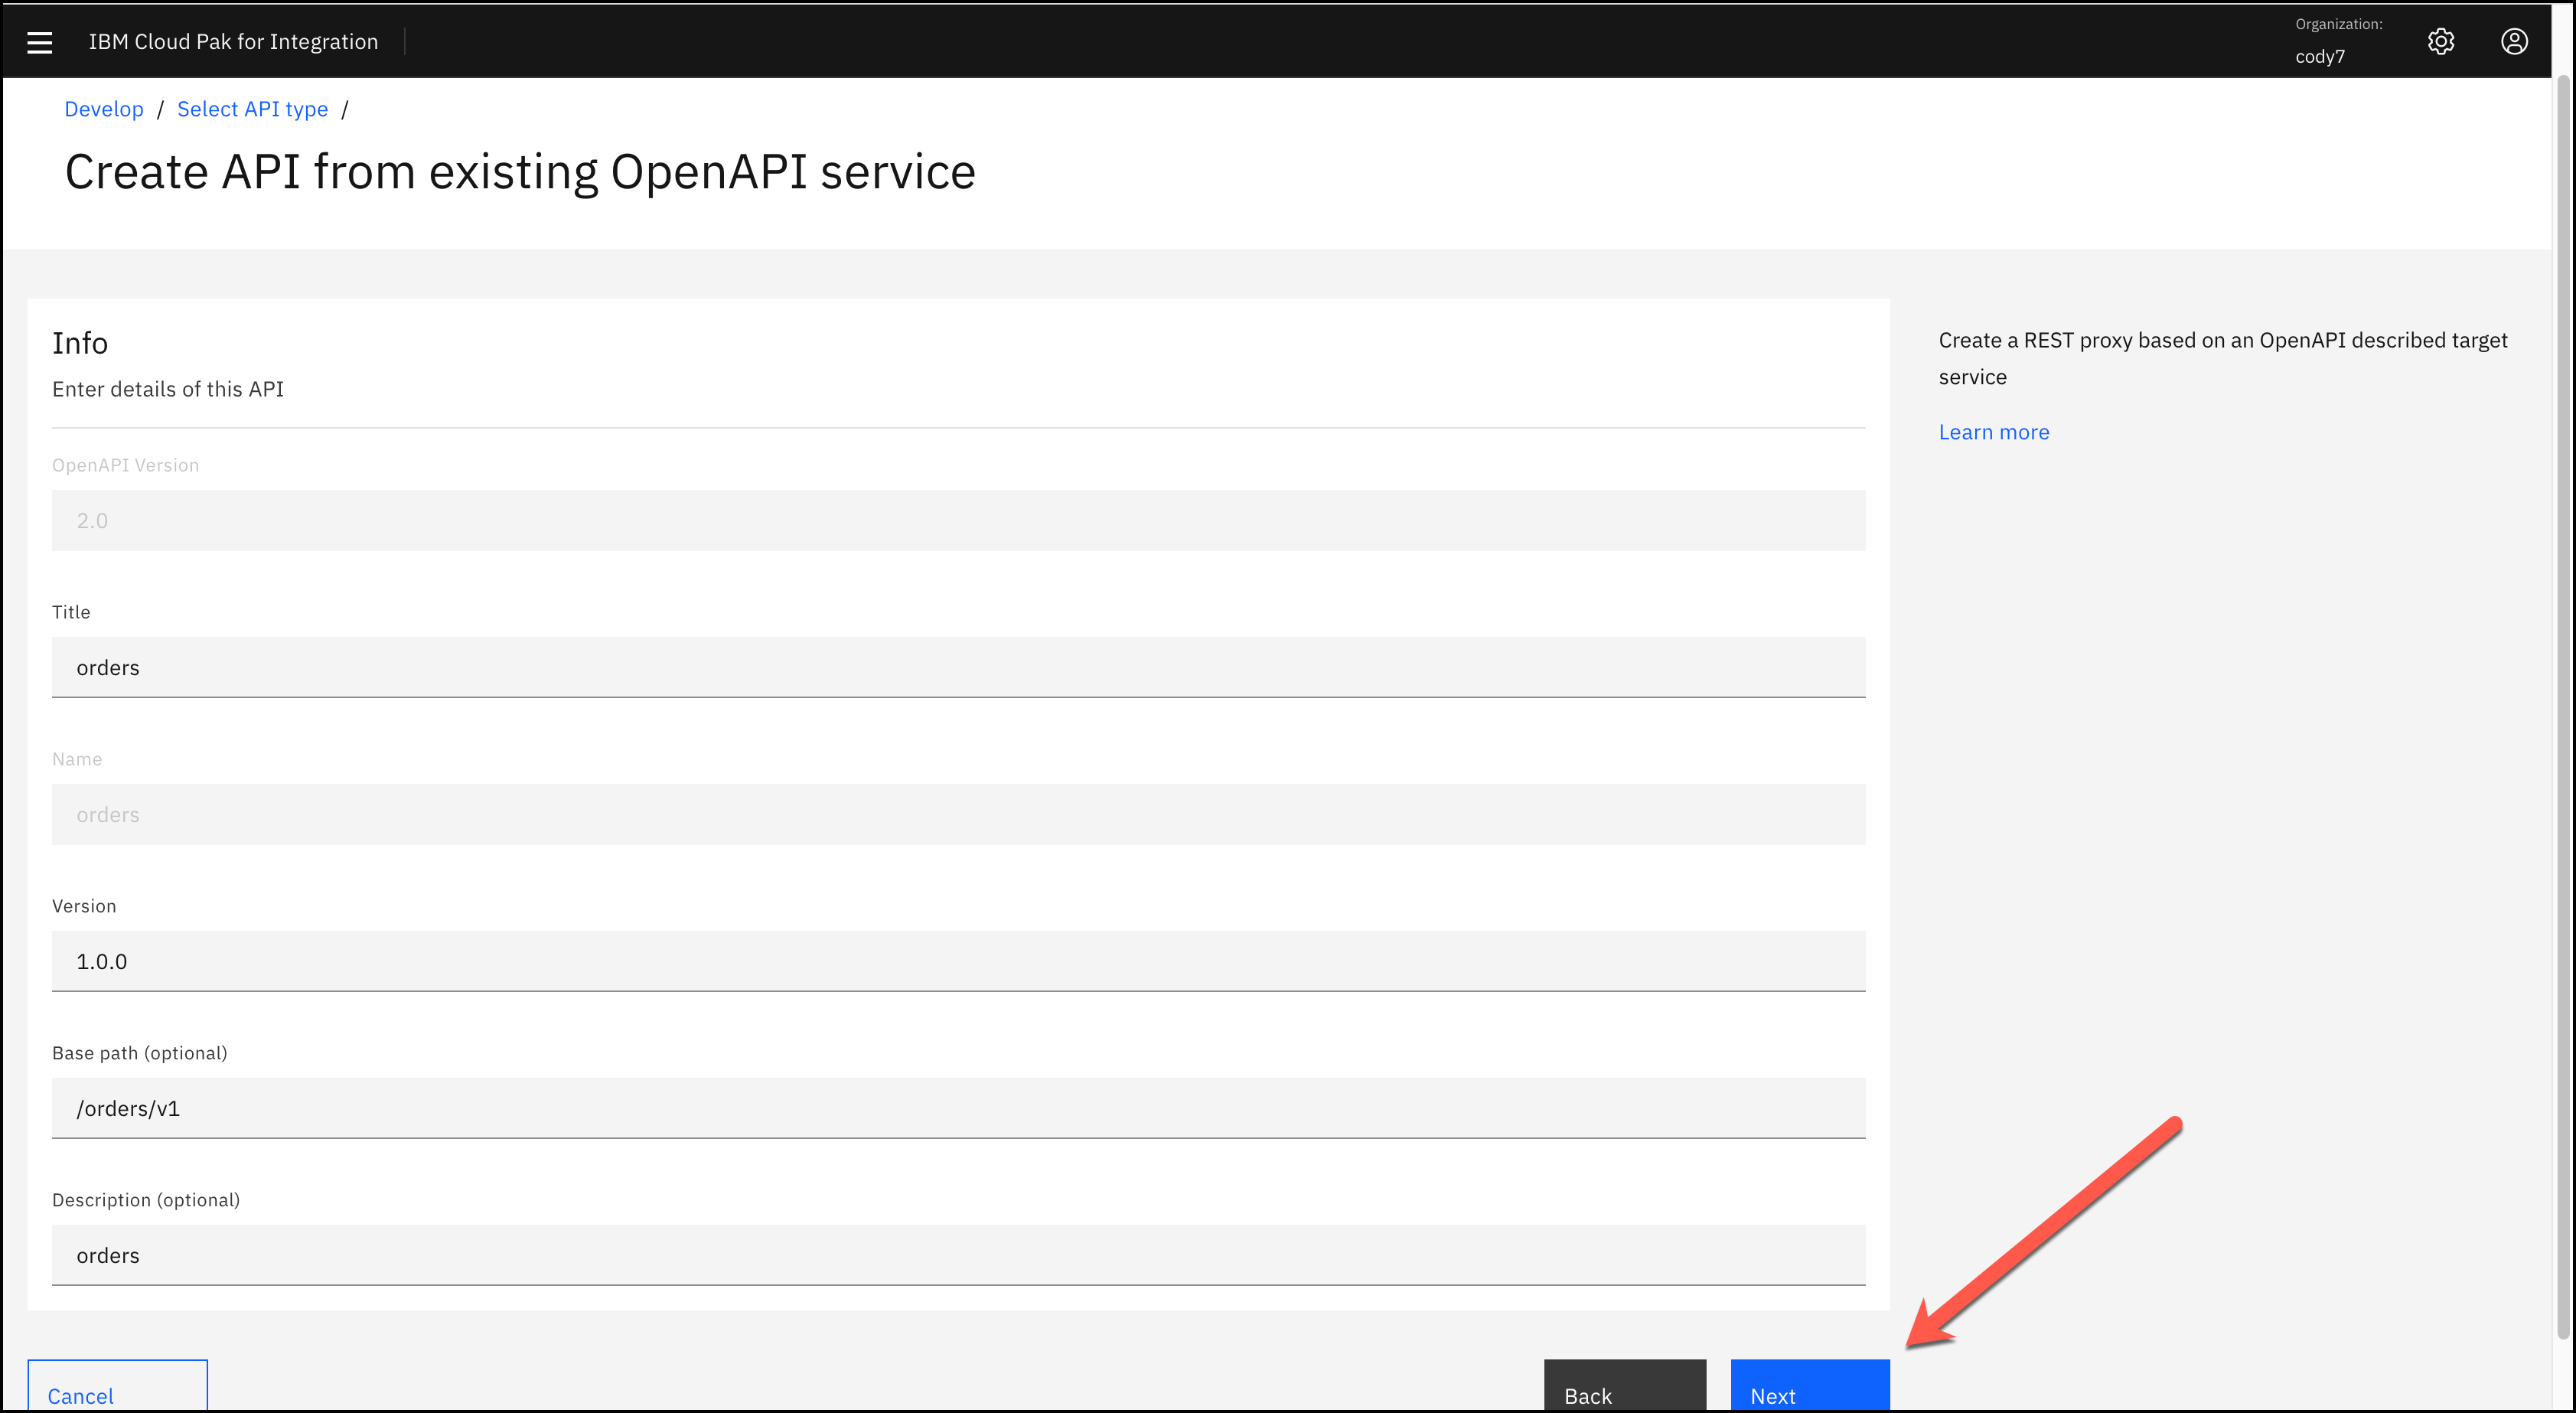 IBM Cloud Pak for Integration
Organization:
cody7
Develop / Select API type /
Create API from existing OpenAPI service
Info
Enter details of this API
OpenAPI Version
2.0
Title
orders
Name
orders
Version
1.0.0
Base path (optional)
/orders/v1
Description (optional)
orders
Create a REST proxy based on an OpenAPI described target
service
Learn more
Cancel
Back
Next